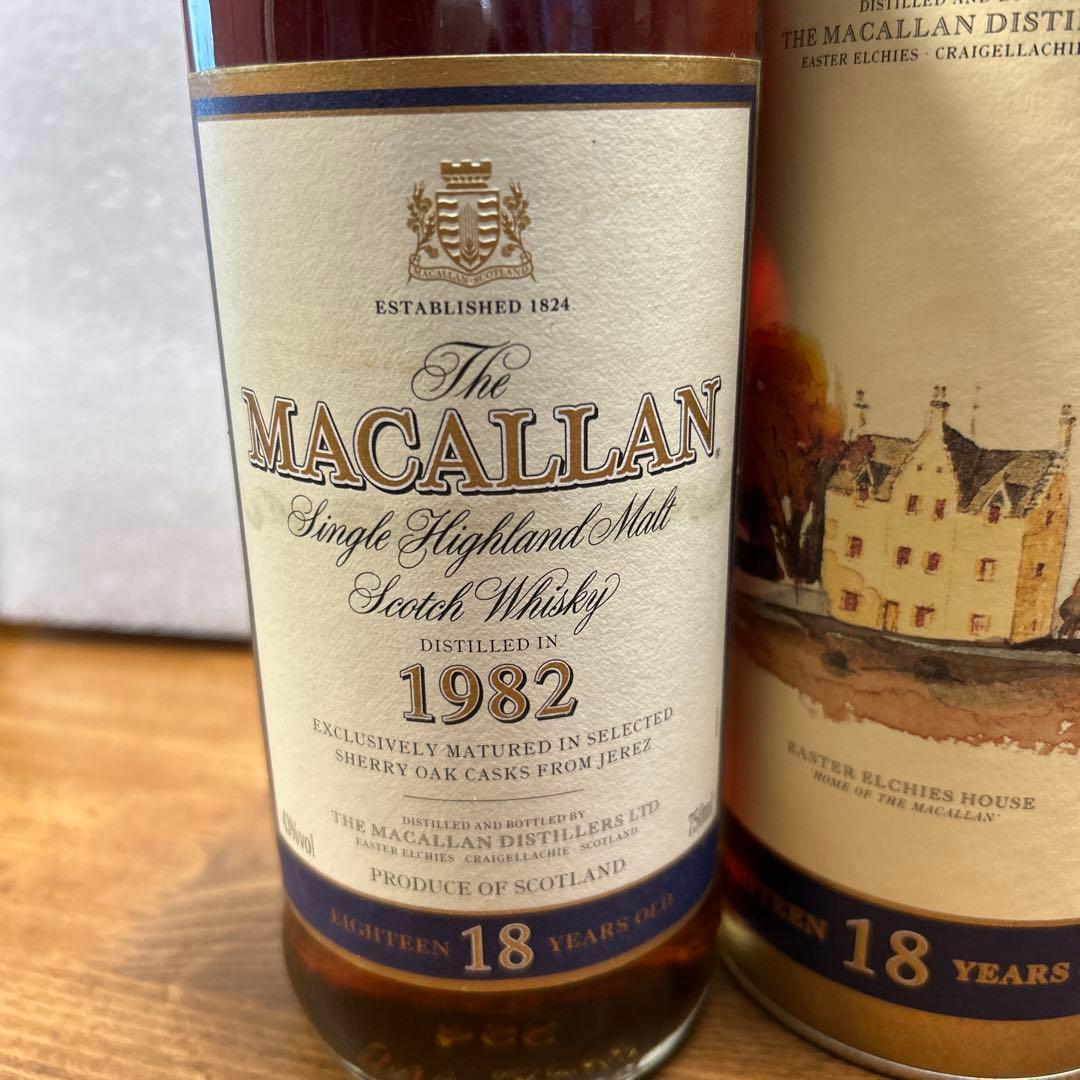 MACALLAN-SCOTLAND
ESTABLISHED 1824
The
MACALLAN®
Single Highland Malt
Scotch Whisky
DISTILLED IN
1982
EXCLUSIVELY MATURED IN SELECTED
SHERRY OAK CASKS FROM JEREZ
DISTILLED AND BOTTLED BY
THE MACALLAN DISTILLERS LTD
EASTER ELCHIES · CRAIGELLACHIE · SCOTLAND
43%vol
750ml
PRODUCE OF SCOTLAND
EIGHTEEN 18 YEARS OLD
DISTILLED AND
THE MACALLAN
EASTER ELCHIES · CRAIGELLACHIE
EASTER ELCHIES HOUSE
'HOME OF THE MACALLAN'
18 YEARS